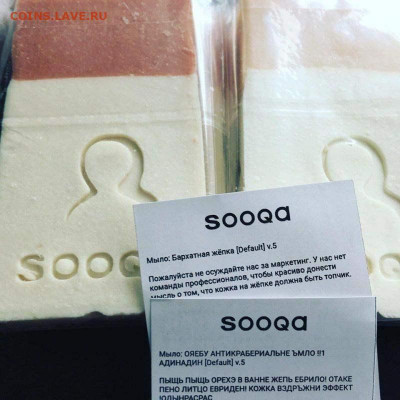 COINS.LAVE.RU
SOOQa
SOOQa
Мыло: Бархатная жёпка [Default] v.5
Пожалуйста не осуждайте нас за маркетинг. У нас нет
команды профессионалов, чтобы красиво донести
мысль о том, что кожка на жёпке должна быть топчик.
SOOQa
Мыло: ОЯЕБУ АНТИКРАБЕРИАЛЬНЕ ЪМЛО !!1
АДИНАДИН [Default] v.5
ПЫЩЬ ПЫЩЬ ОРЕХЭ В ВАННЕ ЖЕПЬ ЕБРИЛО! ОТАКЕ
ПЕНО ЛИТЦО ЕВРИДЕН! КОЖКА ВЗДРЪЖНИ ЭФФЕКТ